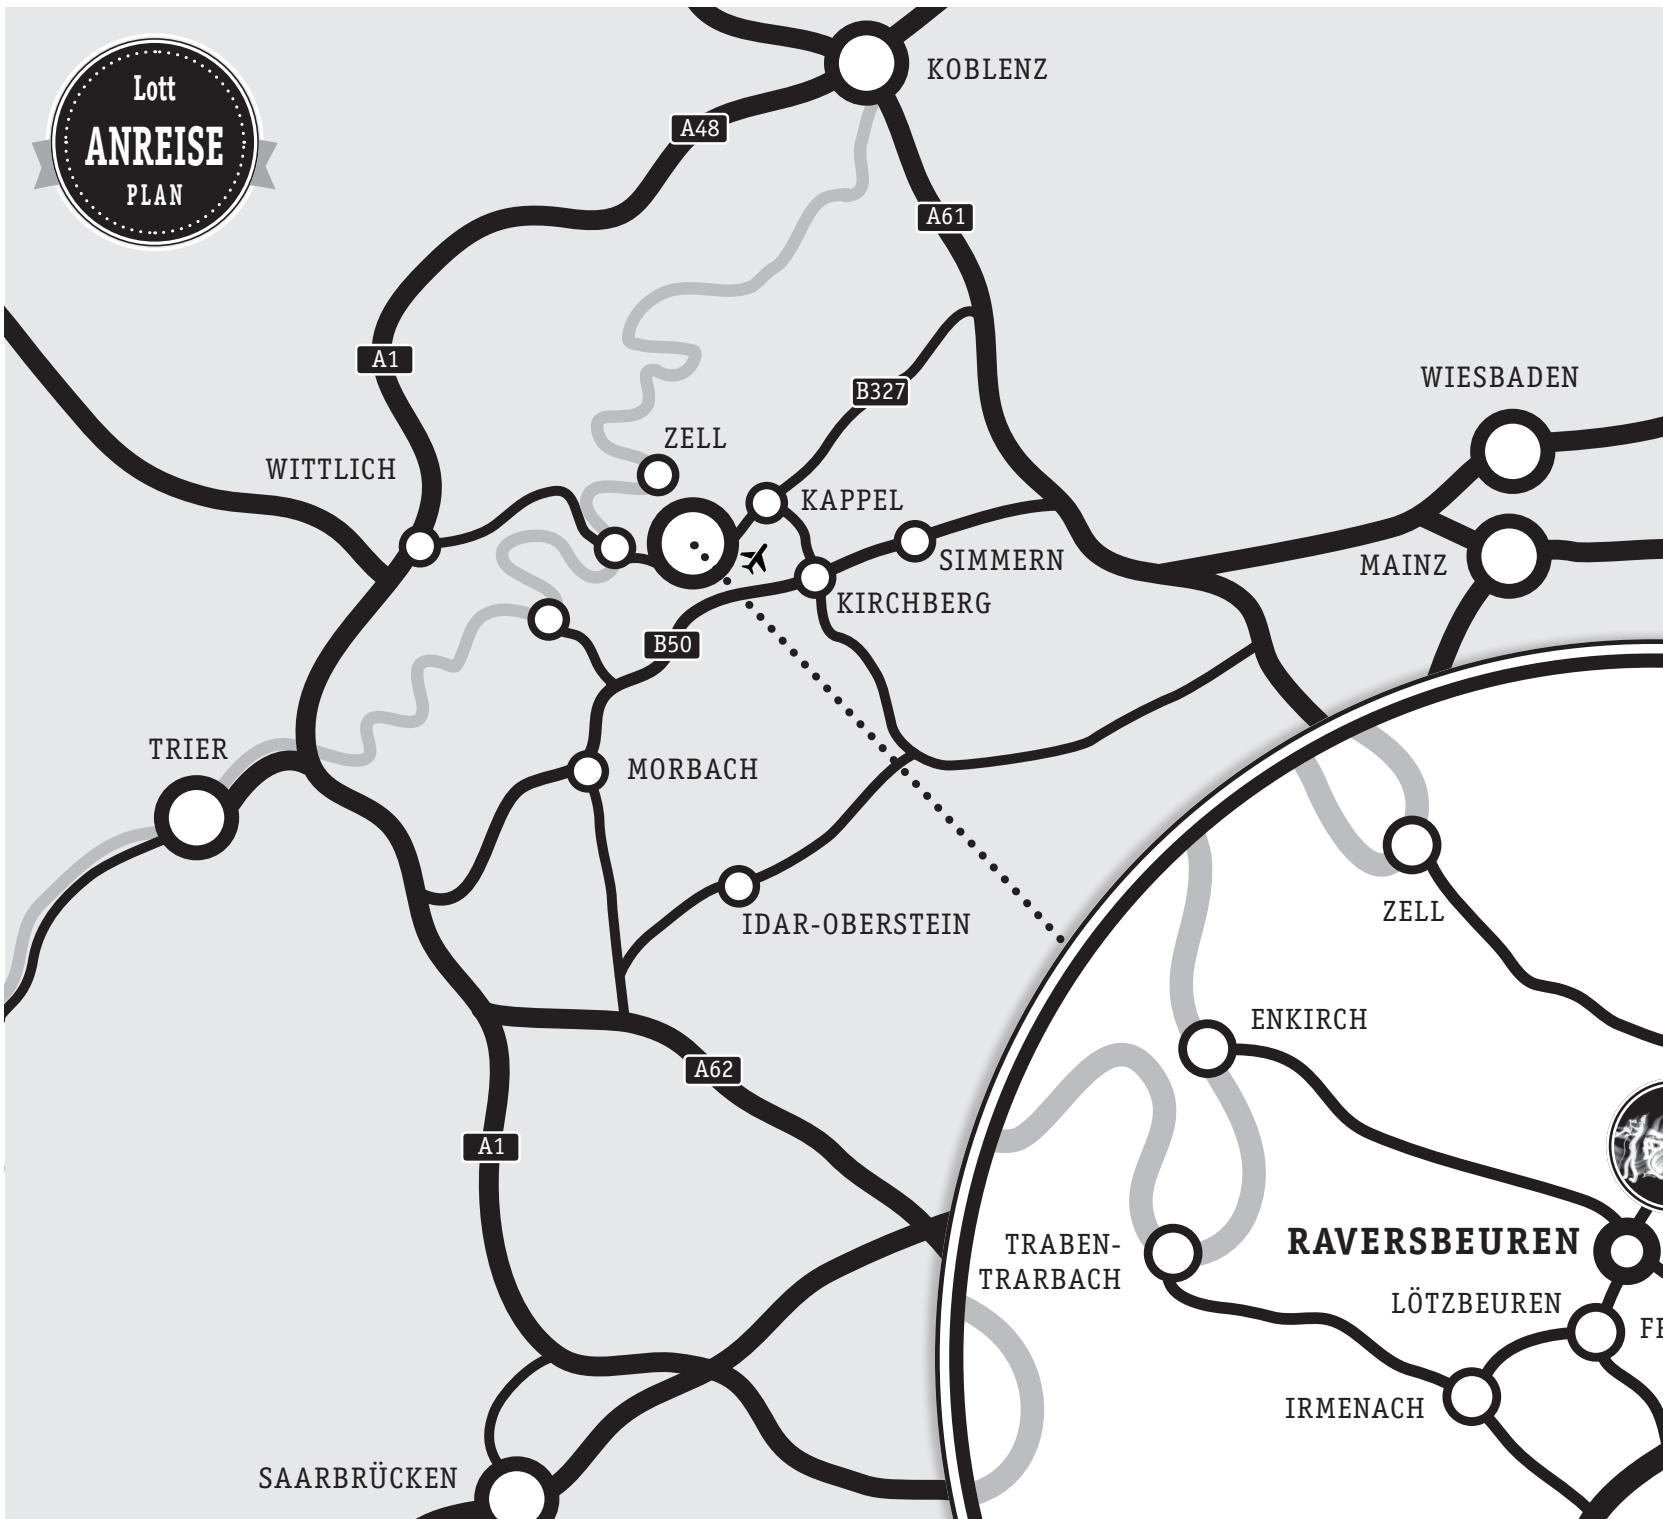 Lott
ANREISE
PLAN
KOBLENZ
A48
A61
A1
B327
WIESBADEN
ZELL
WITTLICH
KAPPEL
SIMMERN
MAINZ
KIRCHBERG
B50
TRIER
MORBACH
IDAR-OBERSTEIN
ZELL
ENKIRCH
A62
A1
TRABEN-
TRARBACH
RAVERSBEUREN
LÖTZBEUREN
IRMENACH
SAARBRÜCKEN